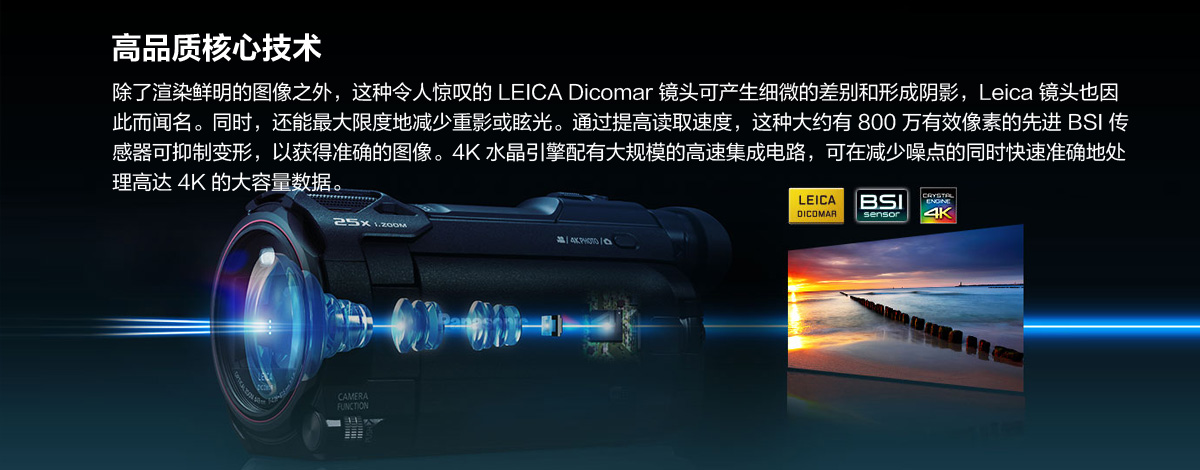 高品质核心技术
除了渲染鲜明的图像之外，这种令人惊叹的 LEICA Dicomar 镜头可产生细微的差别和形成阴影，Leica 镜头也因
此而闻名。同时，还能最大限度地减少重影或眩光。通过提高读取速度，这种大约有 800 万有效像素的先进 BSI 传
感器可抑制变形，以获得准确的图像。4K 水晶引擎配有大规模的高速集成电路，可在减少噪点的同时快速准确地处
理高达 4K 的大容量数据。
LEICA
DICOMAR
BSI
sensor
CRYSTAL
ENGINE
4K
25x I.ZOOM
4K PHOTO
Panasonic
LEICA
CAMERA
FUNCTION